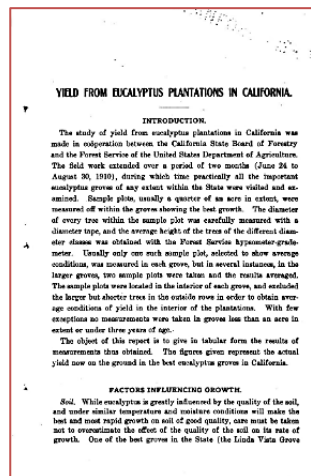 YIELD FROM EUCALYPTUS PLANTATIONS IN CALIFORNIA.
INTRODUCTION.
The study of yield from eucalyptus plantations in California was
made in coöperation between the California State Board of Forestry
and the Forest Service of the United States Department of Agriculture.
The field work extended over a period of two months (June 24 to
August 30, 1910), during which time practically all the important
eucalyptus groves of any extent within the State were visited and ex-
amined. Sample plots, usually a quarter of an acre in extent, were
measured off within the groves showing the best growth. The diameter
of every tree within the sample plot was carefully measured with a
diameter tape, and the average height of the trees of the different diam-
eter classes was obtained with the Forest Service hypsometer-grade-
meter. Usually only one such sample plot, selected to show average
conditions, was measured in each grove, but in several instances, in the
larger groves, two sample plots were taken and the results averaged.
The sample plots were located in the interior of each grove, and excluded
the larger but shorter trees in the outside rows in order to obtain aver-
age conditions of yield in the interior of the plantations. With few
exceptions no measurements were taken in groves less than an acre in
extent or under three years of age.
The object of this report is to give in tabular form the results of
measurements thus obtained. The figures given represent the actual
yield now on the ground in the best eucalyptus groves in California.
FACTORS INFLUENCING GROWTH.
Soil. While eucalyptus is greatly influenced by the quality of the soil,
and under similar temperature and moisture conditions will make the
best and most rapid growth on soil of good quality, care must be taken
not to overestimate the effect of the quality of the soil on its rate of
growth. One of the best groves in the State (the Linda Vista Grove